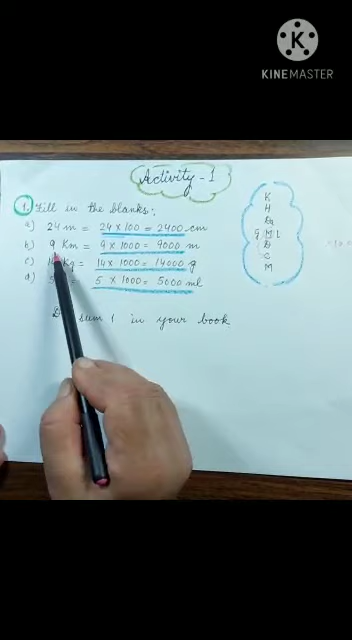 K
KINEMASTER
Activity-1
1. Fill in the blanks:.
a) 24 m = 24 x 100 = 2400 cm
b) 9 Km = 9 x 1000 = 9000 m
c) Kg = 14 x 1000 = 14000 g
d) 5 = 5 x 1000 = 5000 ml
sum 1 in your book
K
H
Da
G M L
D
C
M